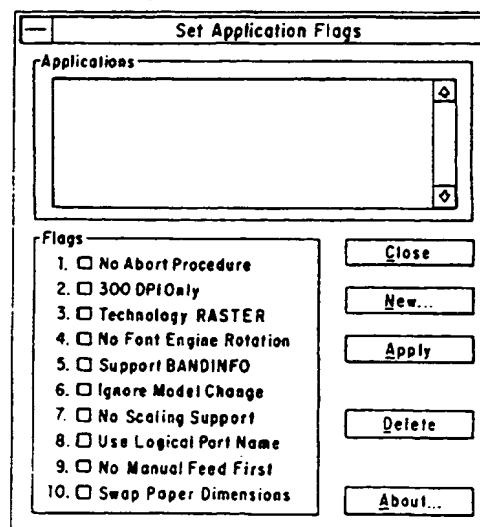 Set Application Flags
Applications
Flags
1. No Abort Procedure
2. 300 DPI Only
3. Technology RASTER
4. No Font Engine Rotation
5. Support BANDINFO
6. Ignore Model Change
7. No Scaling Support
8. Use Logical Port Name
9. No Manual Feed First
10. Swap Paper Dimensions
Close
New...
Apply
Delete
About...